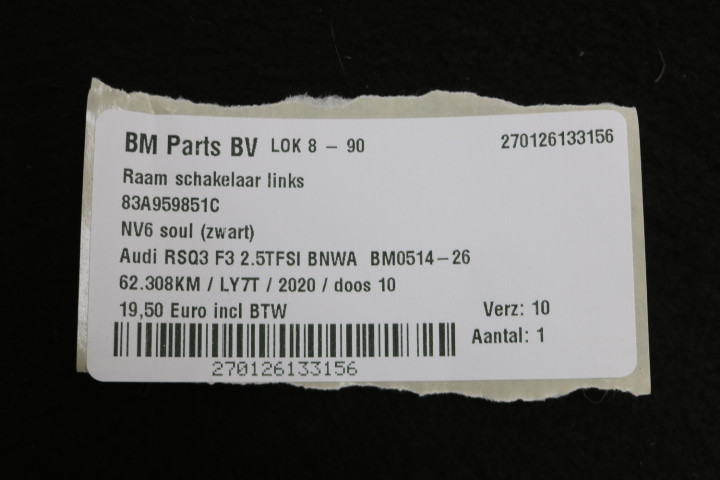 BM Parts BV LOK 8 - 90 270126133156
Raam schakelaar links
83A959851C
NV6 soul (zwart)
Audi RSQ3 F3 2.5TFSI BNWA BM0514-26
62.308KM / LY7T / 2020 / doos 10
19,50 Euro incl BTW Verz: 10
Aantal: 1
270126133156